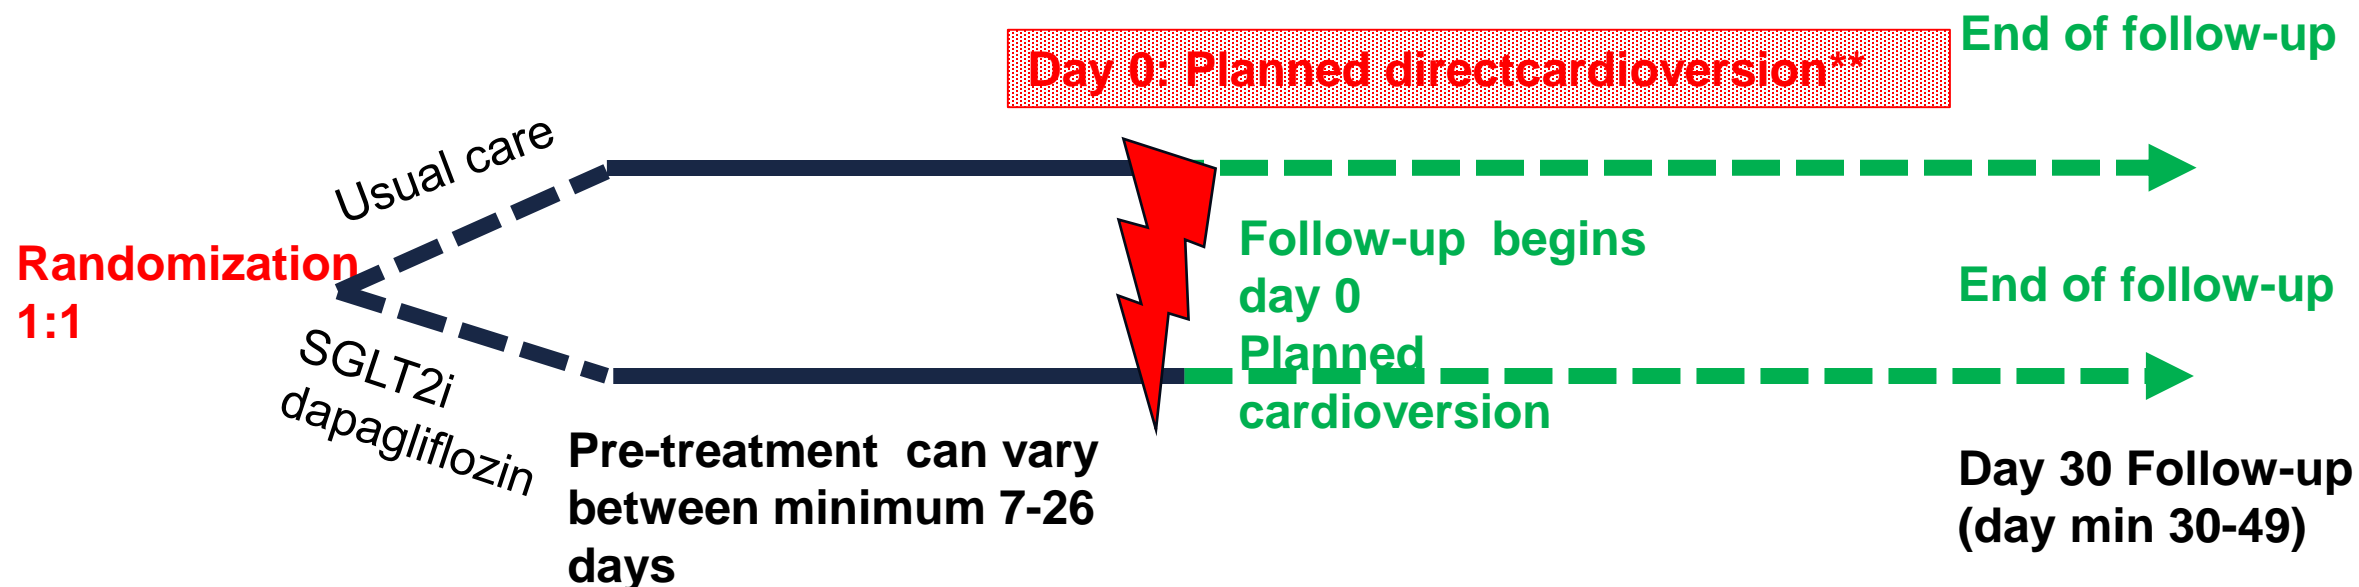 End of follow-up
Day 0: Planned directcardioversion**
Usual care
Randomization
1:1
SGLT2i
dapagliflozin
Follow-up  begins
day 0
Planned
cardioversion
End of follow-up
Pre-treatment  can vary
between minimum 7-26
days
Day 30 Follow-up
(day min 30-49)